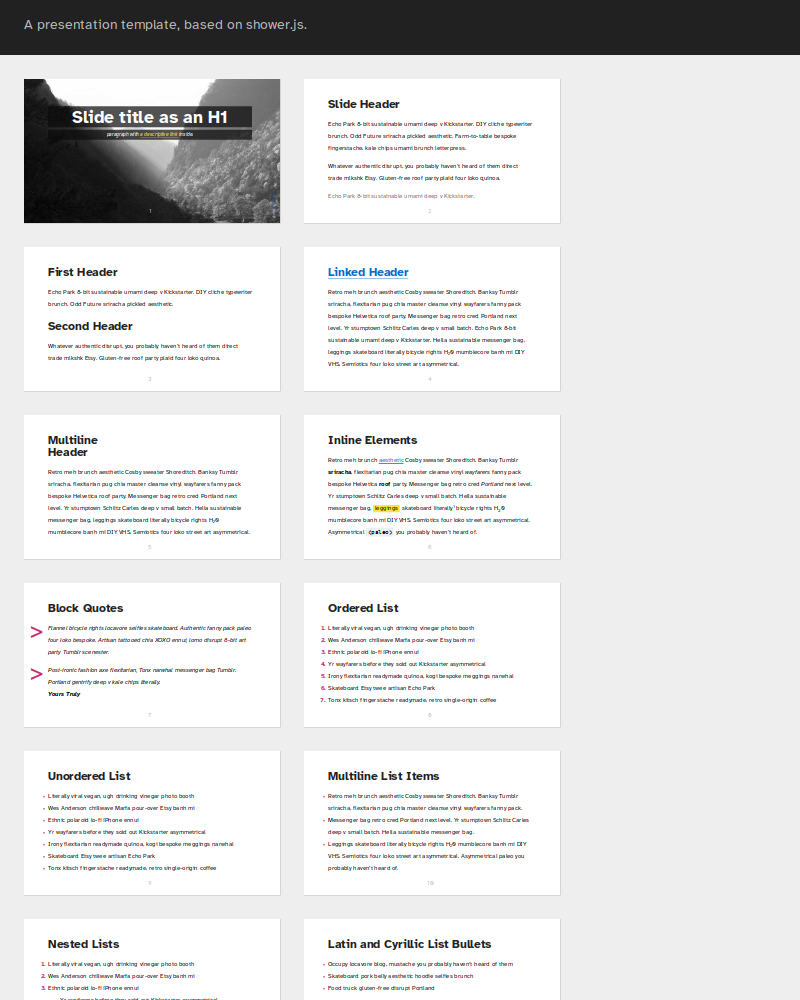 A presentation template, based on shower.js.
Slide title as an H1
paragraph with a descriptive link inside
1
Slide Header
Echo Park 8-bit sustainable umami deep v Kickstarter. DIY cliche typewriter
brunch. Odd Future sriracha pickled aesthetic. Farm-to-table bespoke
fingerstache, kale chips umami brunch letterpress.
Whatever authentic disrupt, you probably haven't heard of them direct
trade mlkshk Etsy. Gluten-free roof party plaid four loko quinoa.
Echo Park 8-bit sustainable umami deep v Kickstarter.
2
First Header
Echo Park 8-bit sustainable umami deep v Kickstarter. DIY cliche typewriter
brunch. Odd Future sriracha pickled aesthetic.
Second Header
Whatever authentic disrupt, you probably haven't heard of them direct
trade mlkshk Etsy. Gluten-free roof party plaid four loko quinoa.
3
Linked Header
Retro meh brunch aesthetic Cosby sweater Shoreditch. Banksy Tumblr
sriracha, flexitarian pug chia master cleanse vinyl wayfarers fanny pack
bespoke Helvetica roof party. Messenger bag retro cred Portland next
level. Yr stumptown Schlitz Carles deep v small batch. Echo Park 8-bit
sustainable umami deep v Kickstarter. Hella sustainable messenger bag,
leggings skateboard literally bicycle rights H₂0 mumblecore banh mi DIY
VHS. Semiotics four loko street art asymmetrical.
4
Multiline
Header
Retro meh brunch aesthetic Cosby sweater Shoreditch. Banksy Tumblr
sriracha, flexitarian pug chia master cleanse vinyl wayfarers fanny pack
bespoke Helvetica roof party. Messenger bag retro cred Portland next
level. Yr stumptown Schlitz Carles deep v small batch. Hella sustainable
messenger bag, leggings skateboard literally bicycle rights H₂0
mumblecore banh mi DIY VHS. Semiotics four loko street art asymmetrical.
5
Inline Elements
Retro meh brunch aesthetic Cosby sweater Shoreditch. Banksy Tumblr
sriracha, flexitarian pug chia master cleanse vinyl wayfarers fanny pack
bespoke Helvetica roof party. Messenger bag retro cred Portland next level.
Yr stumptown Schlitz Carles deep v small batch. Hella sustainable
messenger bag, leggings skateboard literally¹ bicycle rights H₂0
mumblecore banh mi DIY VHS. Semiotics four loko street art asymmetrical.
Asymmetrical <paleo> you probably haven't heard of.
6
Block Quotes
> Flannel bicycle rights locavore selfies skateboard. Authentic fanny pack paleo
four loko bespoke. Artisan tattooed chia XOXO ennui, lomo disrupt 8-bit art
party Tumblr scenester.
> Post-ironic fashion axe flexitarian, Tonx narwhal messenger bag Tumblr.
Portland gentrify deep v kale chips literally.
Yours Truly
7
Ordered List
1. Literally viral vegan, ugh drinking vinegar photo booth
2. Wes Anderson chillwave Marfa pour-over Etsy banh mi
3. Ethnic polaroid lo-fi iPhone ennui
4. Yr wayfarers before they sold out Kickstarter asymmetrical
5. Irony flexitarian readymade quinoa, kogi bespoke meggings narwhal
6. Skateboard Etsy twee artisan Echo Park
7. Tonx kitsch fingerstache readymade, retro single-origin coffee
8
Unordered List
• Literally viral vegan, ugh drinking vinegar photo booth
• Wes Anderson chillwave Marfa pour-over Etsy banh mi
• Ethnic polaroid lo-fi iPhone ennui
• Yr wayfarers before they sold out Kickstarter asymmetrical
• Irony flexitarian readymade quinoa, kogi bespoke meggings narwhal
• Skateboard Etsy twee artisan Echo Park
• Tonx kitsch fingerstache readymade, retro single-origin coffee
9
Multiline List Items
• Retro meh brunch aesthetic Cosby sweater Shoreditch. Banksy Tumblr
sriracha, flexitarian pug chia master cleanse vinyl wayfarers fanny pack.
• Messenger bag retro cred Portland next level. Yr stumptown Schlitz Carles
deep v small batch. Hella sustainable messenger bag.
• Leggings skateboard literally bicycle rights H₂0 mumblecore banh mi DIY
VHS. Semiotics four loko street art asymmetrical. Asymmetrical paleo you
probably haven't heard of.
10
Nested Lists
1. Literally viral vegan, ugh drinking vinegar photo booth
2. Wes Anderson chillwave Marfa pour-over Etsy banh mi
3. Ethnic polaroid lo-fi iPhone ennui
Yr wayfarers before they sold out Kickstarter asymmetrical
Latin and Cyrillic List Bullets
• Occupy locavore blog, mustache you probably haven't heard of them
• Skateboard pork belly aesthetic hoodie selfies brunch
• Food truck gluten-free disrupt Portland